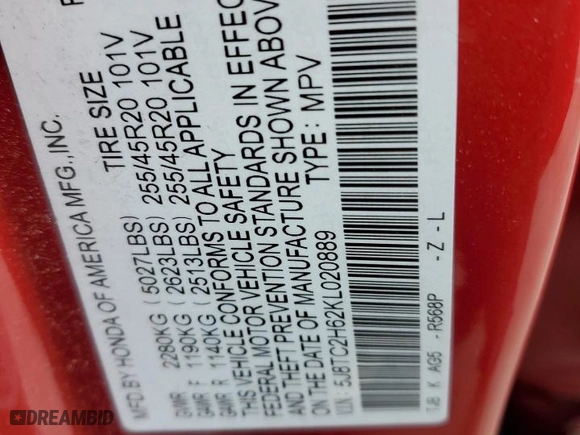 MFD.BY HONDA OF AMERICA MFG.,INC.
TIRE SIZE
GVWR 2280KG (5027LBS)
GAWR F 1190KG (2623LBS) 255/45R20 101V
GAWR R 1140KG (2513LBS) 255/45R20 101V
THIS VEHICLE CONFORMS TO ALL APPLICABLE
FEDERAL MOTOR VEHICLE SAFETY
THEFT PREVENTION STANDARDS IN EFFEC
ON THE DATE OF MANUFACTURE SHOWN ABOV
V.I.N.: 5J8TC2H62KL020889 TYPE: MPV
TJB K AG5 -R568P - Z - L
DREAMBID